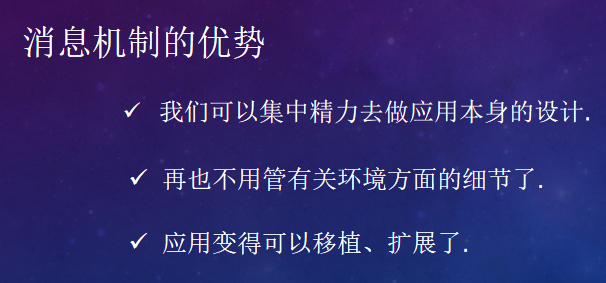 消息机制的优势
✓ 我们可以集中精力去做应用本身的设计.
✓ 再也不用管有关环境方面的细节了.
✓ 应用变得可以移植、扩展了.